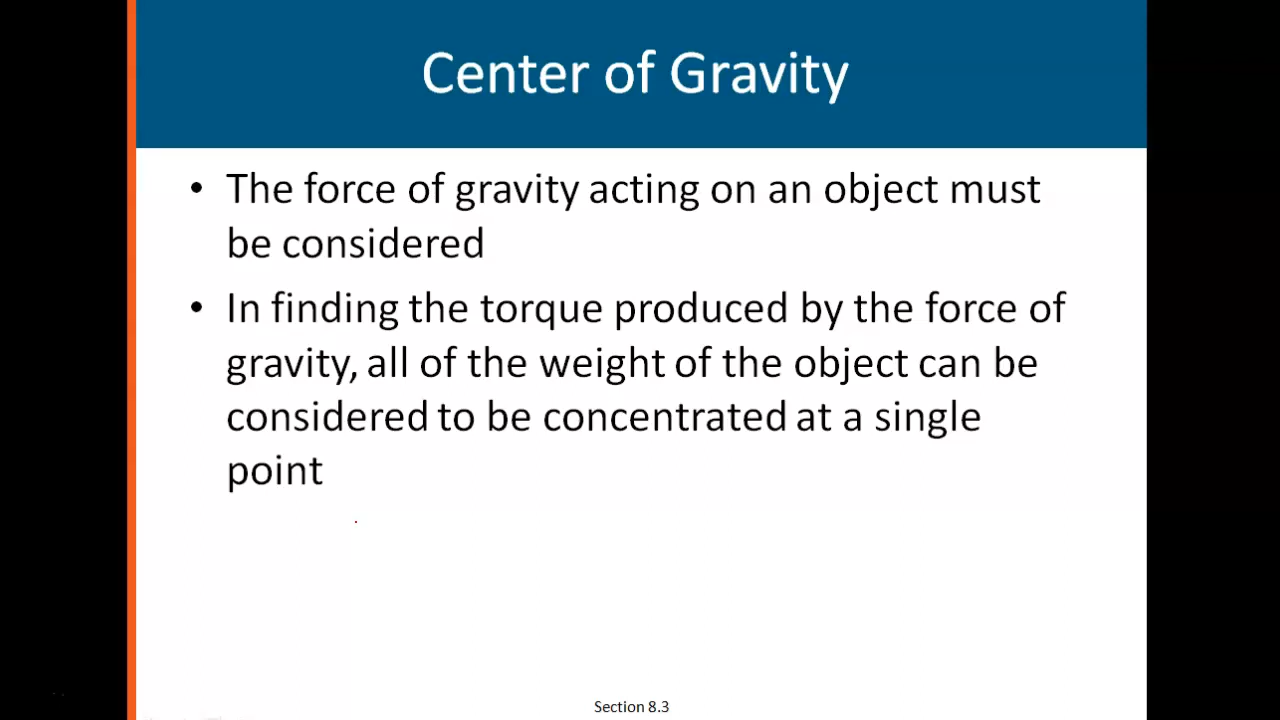 Center of Gravity
• The force of gravity acting on an object must
be considered
• In finding the torque produced by the force of
gravity, all of the weight of the object can be
considered to be concentrated at a single
point
Section 8.3